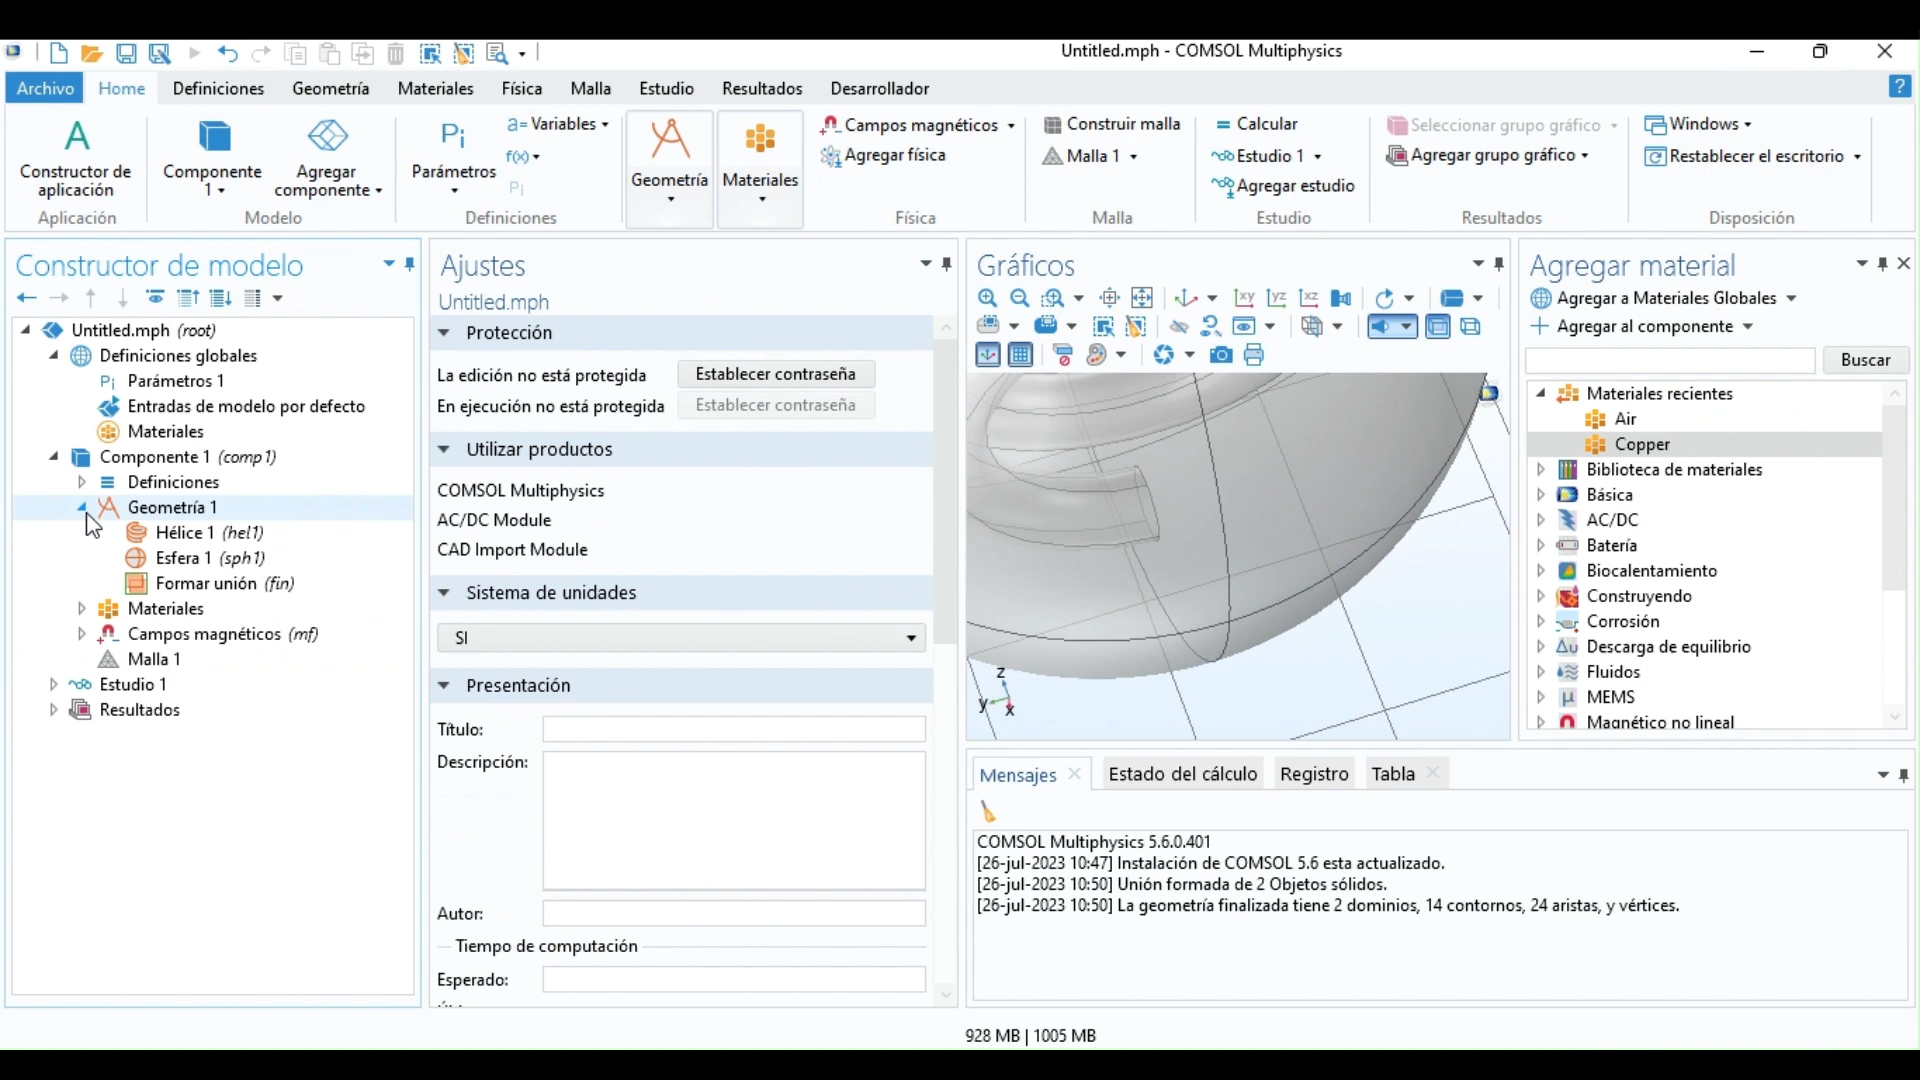 Untitled.mph - COMSOL Multiphysics
Archivo Home Definiciones Geometría Materiales Física Malla Estudio Resultados Desarrollador
Constructor de aplicación
Aplicación
Componente 1
Agregar componente
Modelo
Pi Parámetros
a= Variables
f(x)
Pi
Definiciones
Geometría
Materiales
Campos magnéticos
Agregar física
Física
Construir malla
Malla 1
Malla
= Calcular
Estudio 1
Agregar estudio
Estudio
Seleccionar grupo gráfico
Agregar grupo gráfico
Resultados
Windows
Restablecer el escritorio
Disposición
Constructor de modelo
Untitled.mph (root)
Definiciones globales
Pi Parámetros 1
Entradas de modelo por defecto
Materiales
Componente 1 (comp1)
Definiciones
Geometría 1
Hélice 1 (hel1)
Esfera 1 (sph1)
Formar unión (fin)
Materiales
Campos magnéticos (mf)
Malla 1
Estudio 1
Resultados
Ajustes
Untitled.mph
Protección
La edición no está protegida Establecer contraseña
En ejecución no está protegida Establecer contraseña
Utilizar productos
COMSOL Multiphysics
AC/DC Module
CAD Import Module
Sistema de unidades
SI
Presentación
Título:
Descripción:
Autor:
Tiempo de computación
Esperado:
Gráficos
xy yz xz
z
y
x
Agregar material
Agregar a Materiales Globales
Agregar al componente
Buscar
Materiales recientes
Air
Copper
Biblioteca de materiales
Básica
AC/DC
Batería
Biocalentamiento
Construyendo
Corrosión
Descarga de equilibrio
Fluidos
MEMS
Magnético no lineal
Mensajes Estado del cálculo Registro Tabla
COMSOL Multiphysics 5.6.0.401
[26-jul-2023 10:47] Instalación de COMSOL 5.6 esta actualizado.
[26-jul-2023 10:50] Unión formada de 2 Objetos sólidos.
[26-jul-2023 10:50] La geometría finalizada tiene 2 dominios, 14 contornos, 24 aristas, y vértices.
928 MB | 1005 MB